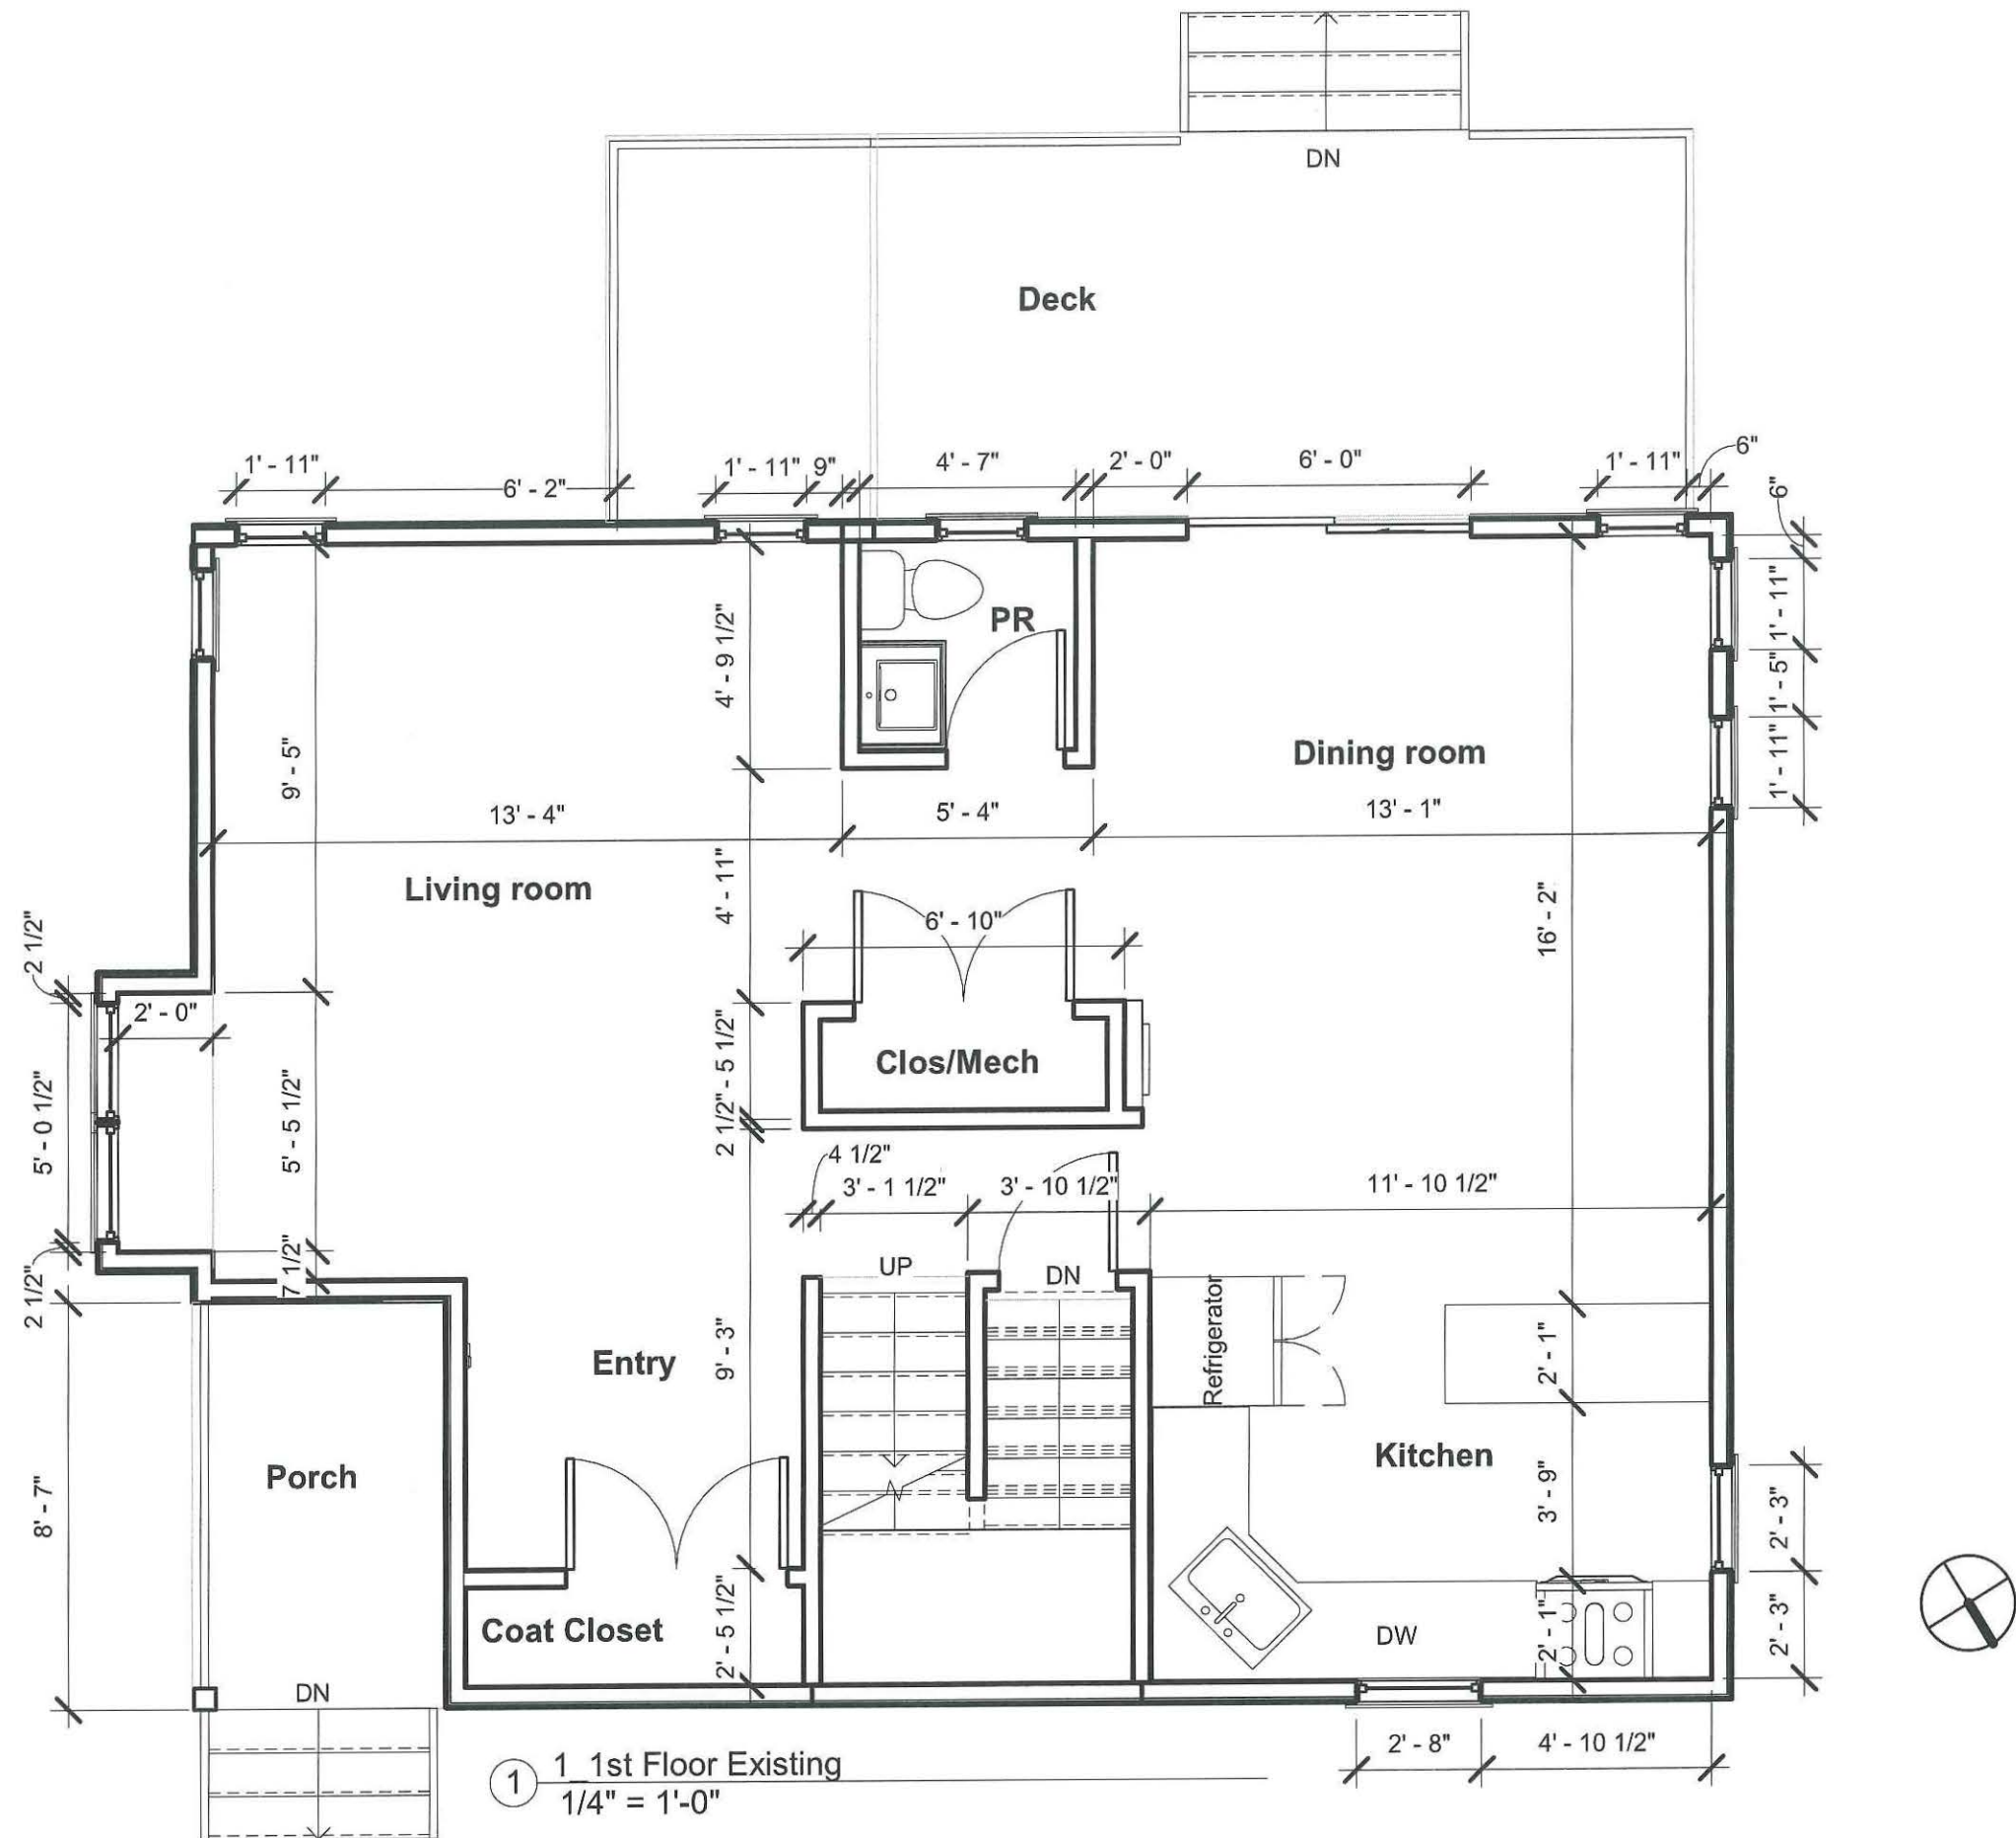 DN
Deck
1' - 11"
6' - 2"
1' - 11"
9"
4' - 7"
2' - 0"
6' - 0"
1' - 11"
6"
6"
1' - 11"
1' - 5"
1' - 11"
4' - 9 1/2"
PR
9' - 5"
Dining room
13' - 4"
5' - 4"
13' - 1"
Living room
4' - 11"
6' - 10"
16' - 2"
2 1/2"
2' - 0"
5' - 0 1/2"
5' - 5 1/2"
2 1/2"
2' - 5 1/2"
Clos/Mech
4 1/2"
3' - 1 1/2"
3' - 10 1/2"
11' - 10 1/2"
7 1/2"
2 1/2"
UP
DN
Refrigerator
Entry
9' - 3"
2' - 1"
Kitchen
Porch
8' - 7"
3' - 9"
2' - 3"
Coat Closet
2' - 5 1/2"
DW
2' - 1"
2' - 3"
DN
2' - 8"
4' - 10 1/2"
1
1_1st Floor Existing
1/4" = 1'-0"